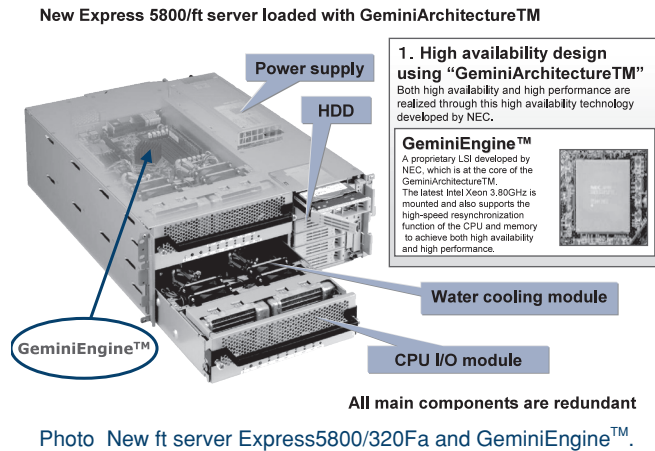 New Express 5800/ft server loaded with GeminiArchitectureTM
Power supply
HDD
1. High availability design
using “GeminiArchitectureTM”
Both high availability and high performance are
realized through this high availability technology
developed by NEC.
GeminiEngine™
A proprietary LSI developed by
NEC, which is at the core of the
GeminiArchitectureTM.
The latest Intel Xeon 3.80GHz is
mounted and also supports the
high-speed resynchronization
function of the CPU and memory
to achieve both high availability
and high performance.
Water cooling module
GeminiEngine™
CPU I/O module
All main components are redundant
Photo New ft server Express5800/320Fa and GeminiEngine™.